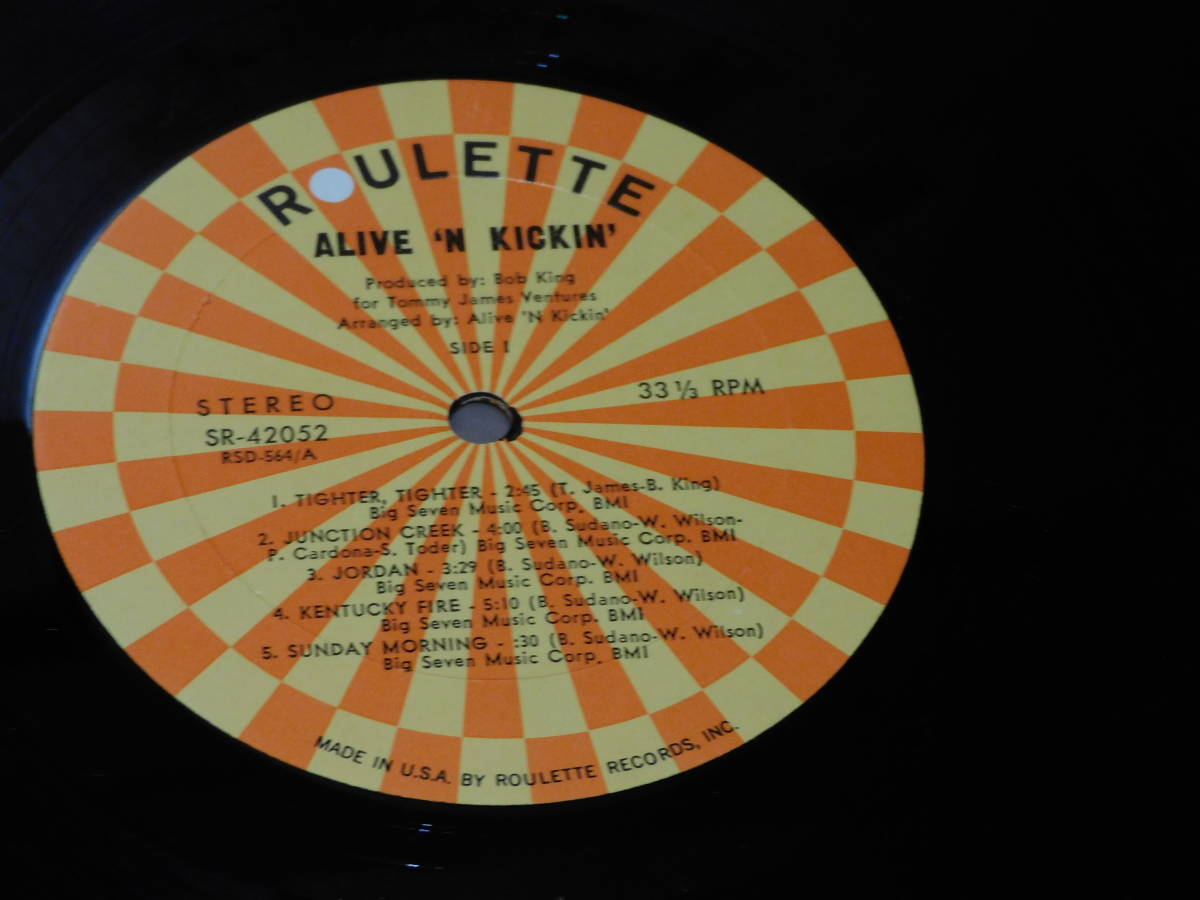 ROULETTE
ALIVE 'N KICKIN'
Produced by: Bob King
for Tommy James Ventures
Arranged by: Alive 'N Kickin'
SIDE 1
STEREO
SR-42052
RSD-564/A
33 ⅓ RPM
1. TIGHTER, TIGHTER - 2:45 (T. James-B. King)
Big Seven Music Corp. BMI
2. JUNCTION CREEK - 4:00 (B. Sudano-W. Wilson-
P. Cardona-S. Toder) Big Seven Music Corp. BMI
3. JORDAN - 3:29 (B. Sudano-W. Wilson)
Big Seven Music Corp. BMI
4. KENTUCKY FIRE - 5:10 (B. Sudano-W. Wilson)
Big Seven Music Corp. BMI
5. SUNDAY MORNING - :30 (B. Sudano-W. Wilson)
Big Seven Music Corp. BMI
MADE IN U.S.A. BY ROULETTE RECORDS, INC.